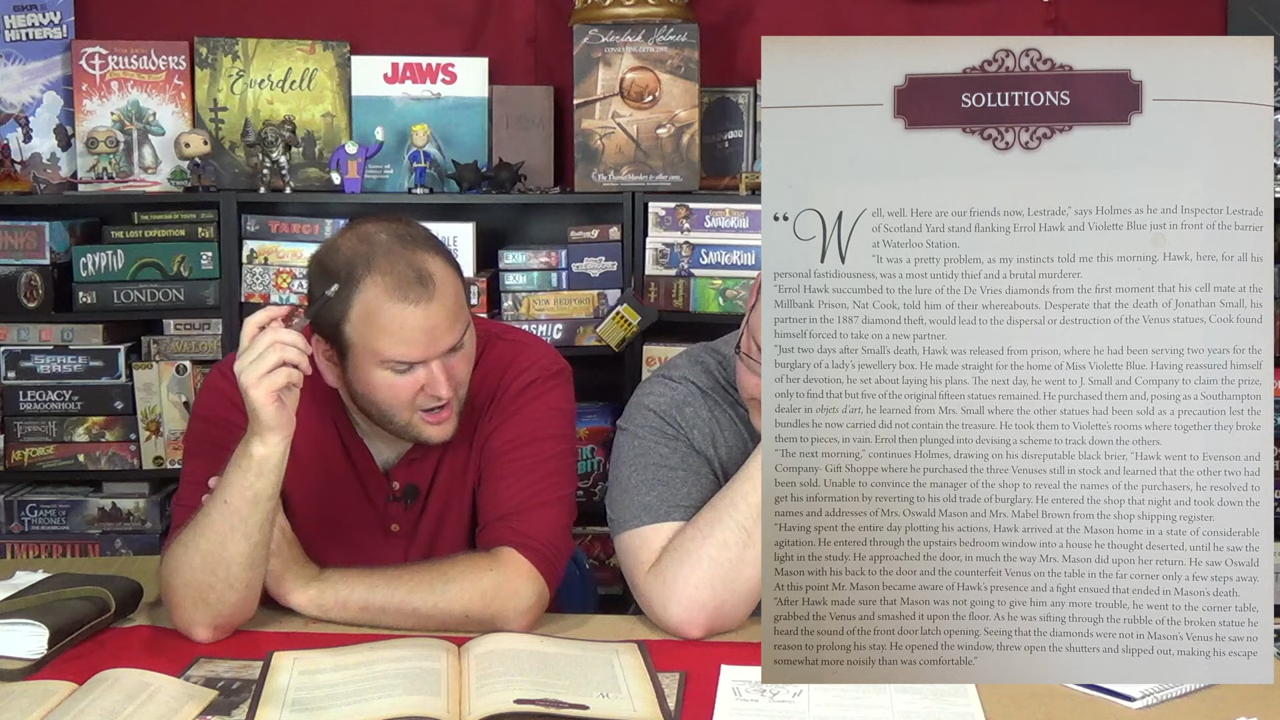 GKR
HEAVY
HITTERS!
Crusaders
Everdell
JAWS
Sherlock Holmes
CONSULTING DETECTIVE
The Thames Murders & other cases
THE FOUNTAIN OF YOUTH
THE LOST EXPEDITION
CRYPTID
LONDON
TARGI
EXIT
EXIT
NEW BEDFORD
COSMIC
SANTORINI
SANTORINI
COUP
AVALON
SPACE
BASE
LEGACY OF
DRAGONHOLT
KEYFORGE
A GAME OF
THRONES
IMPERIUM
SOLUTIONS
“Well, well. Here are our friends now, Lestrade,” says Holmes as he and Inspector Lestrade
of Scotland Yard stand flanking Errol Hawk and Violette Blue just in front of the barrier
at Waterloo Station.
“It was a pretty problem, as my instincts told me this morning. Hawk, here, for all his
personal fastidiousness, was a most untidy thief and a brutal murderer.
“Errol Hawk succumbed to the lure of the De Vries diamonds from the first moment that his cell mate at the
Millbank Prison, Nat Cook, told him of their whereabouts. Desperate that the death of Jonathan Small, his
partner in the 1887 diamond theft, would lead to the dispersal or destruction of the Venus statues, Cook found
himself forced to take on a new partner.
“Just two days after Small’s death, Hawk was released from prison, where he had been serving two years for the
burglary of a lady’s jewellery box. He made straight for the home of Miss Violette Blue. Having reassured himself
of her devotion, he set about laying his plans. The next day, he went to J. Small and Company to claim the prize,
only to find that but five of the original fifteen statues remained. He purchased them and, posing as a Southampton
dealer in objets d’art, he learned from Mrs. Small where the other statues had been sold as a precaution lest the
bundles he now carried did not contain the treasure. He took them to Violette’s rooms where together they broke
them to pieces, in vain. Errol then plunged into devising a scheme to track down the others.
“The next morning,” continues Holmes, drawing on his disreputable black brier, “Hawk went to Evenson and
Company- Gift Shoppe where he purchased the three Venuses still in stock and learned that the other two had
been sold. Unable to convince the manager of the shop to reveal the names of the purchasers, he resolved to
get his information by reverting to his old trade of burglary. He entered the shop that night and took down the
names and addresses of Mrs. Oswald Mason and Mrs. Mabel Brown from the shop shipping register.
“Having spent the entire day plotting his actions, Hawk arrived at the Mason home in a state of considerable
agitation. He entered through the upstairs bedroom window into a house he thought deserted, until he saw the
light in the study. He approached the door, in much the way Mrs. Mason did upon her return. He saw Oswald
Mason with his back to the door and the counterfeit Venus on the table in the far corner only a few steps away.
At this point Mr. Mason became aware of Hawk’s presence and a fight ensued that ended in Mason’s death.
“After Hawk made sure that Mason was not going to give him any more trouble, he went to the corner table,
grabbed the Venus and smashed it upon the floor. As he was sifting through the rubble of the broken statue he
heard the sound of the front door latch opening. Seeing that the diamonds were not in Mason’s Venus he saw no
reason to prolong his stay. He opened the window, threw open the shutters and slipped out, making his escape
somewhat more noisily than was comfortable.”